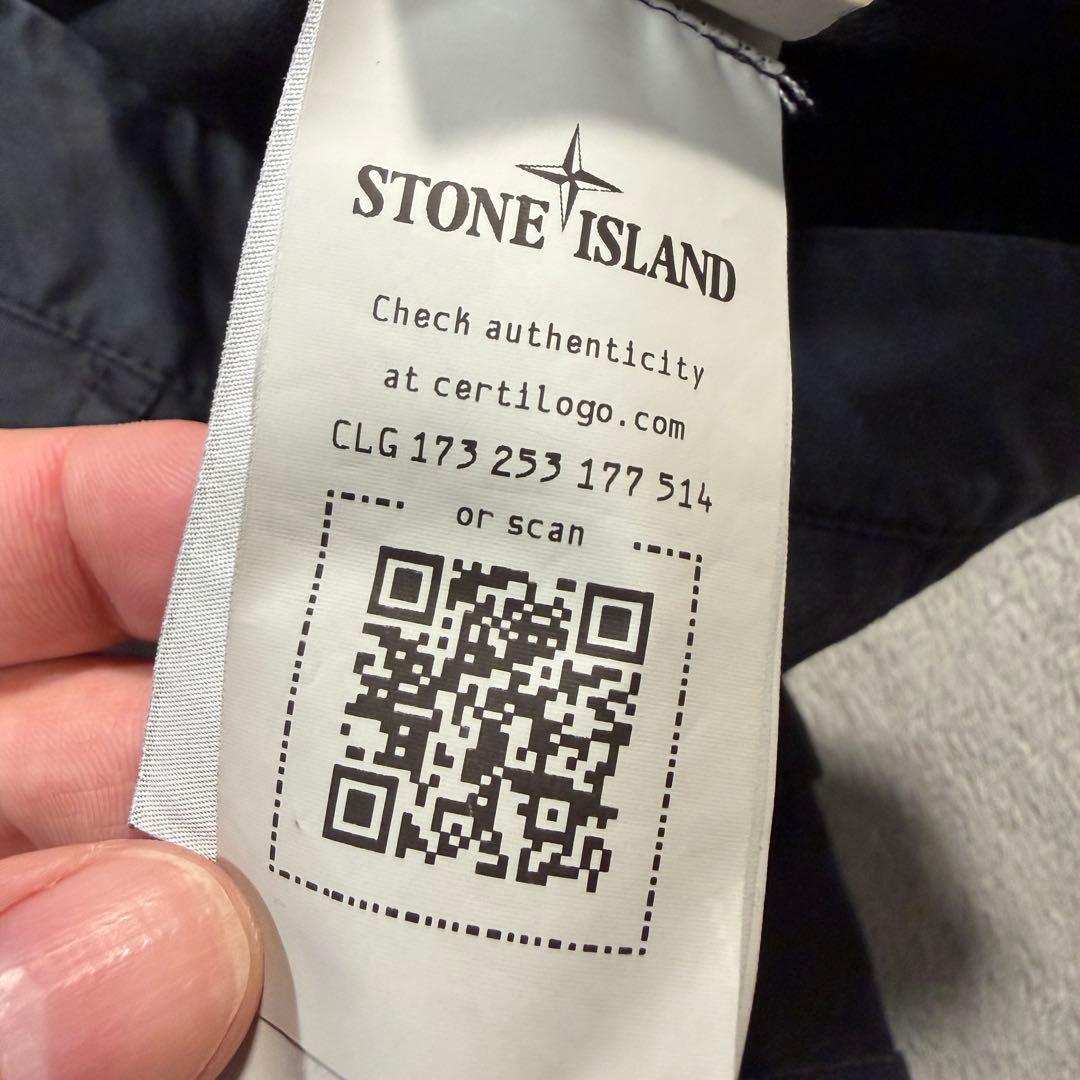 STONE ISLAND
Check authenticity
at certilogo.com
CLG 173 253 177 514
or scan